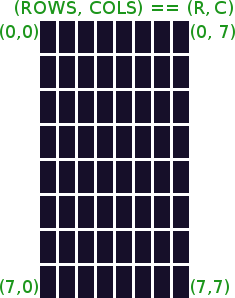 (ROWS, COLS) == (R, C)
(0,0) (0, 7)
(7,0) (7,7)